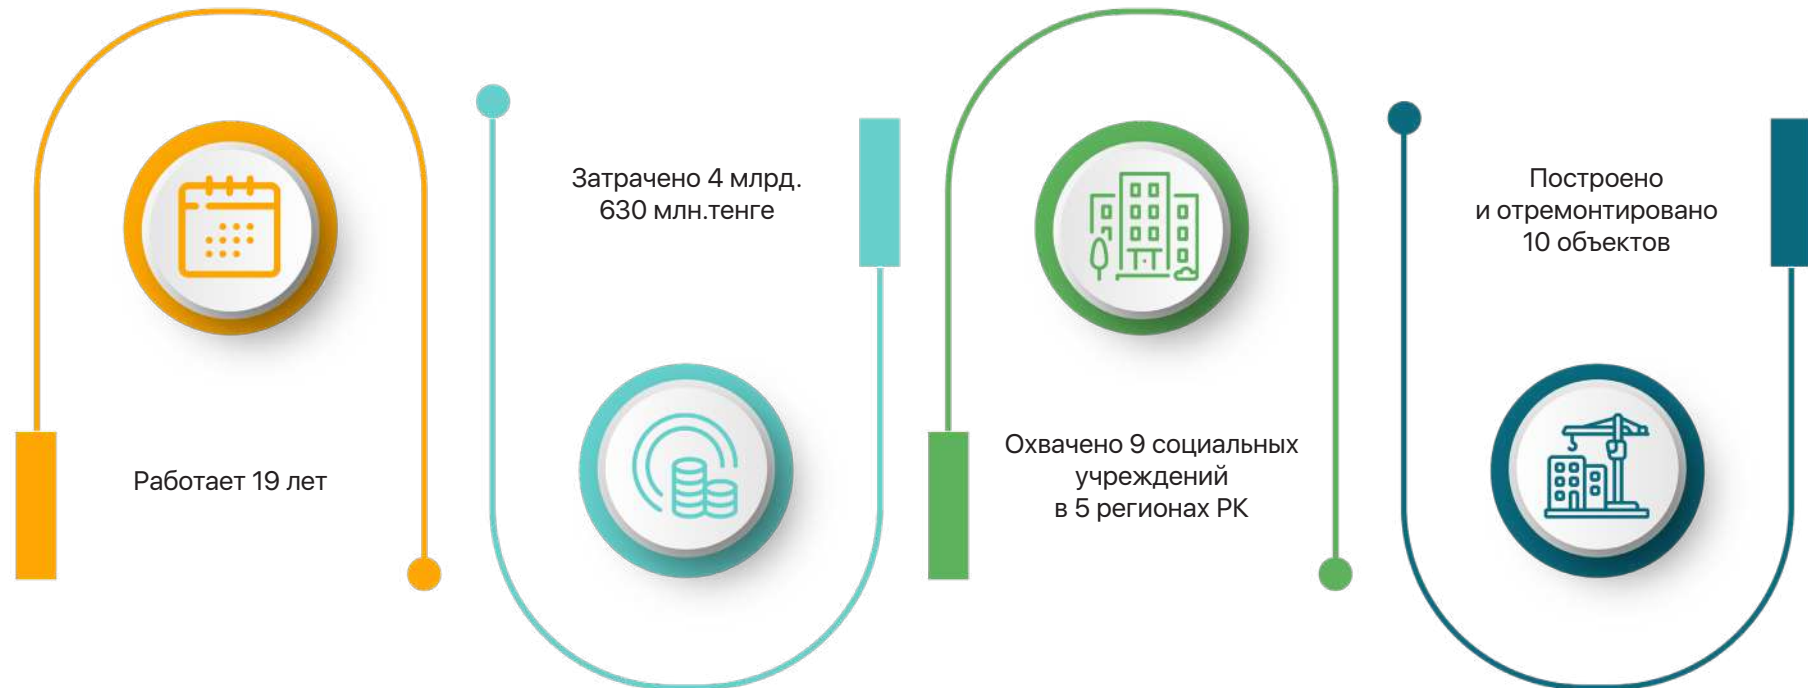 Работает 19 лет
Затрачено 4 млрд.
630 млн.тенге
Охвачено 9 социальных
учреждений
в 5 регионах РК
Построено
и отремонтировано
10 объектов